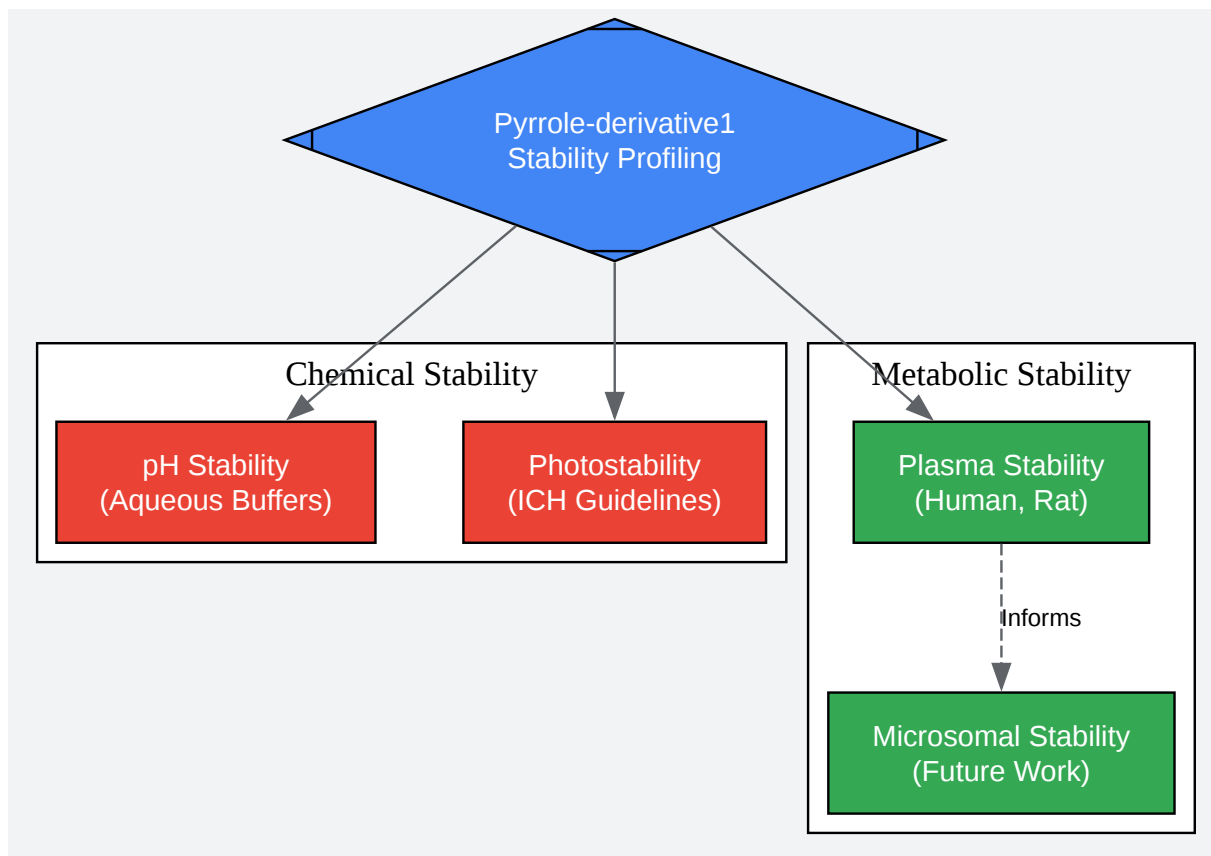 Pyrrole-derivative1
Stability Profiling
Chemical Stability
Metabolic Stability
pH Stability
(Aqueous Buffers)
Photostability
(ICH Guidelines)
Plasma Stability
(Human, Rat)
Informs
Microsomal Stability
(Future Work)